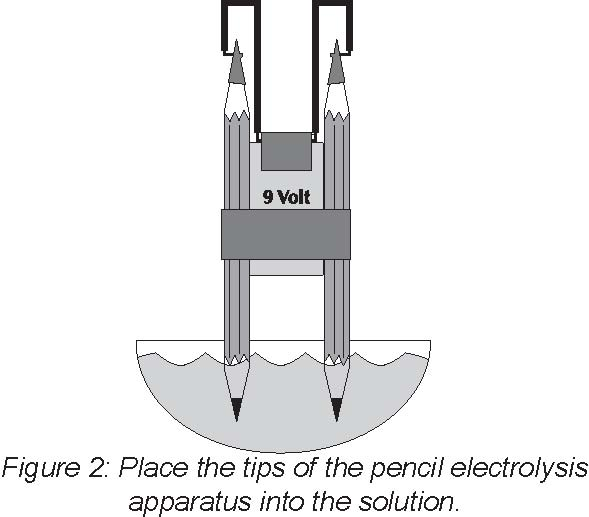 9 Volt
Figure 2: Place the tips of the pencil electrolysis
apparatus into the solution.